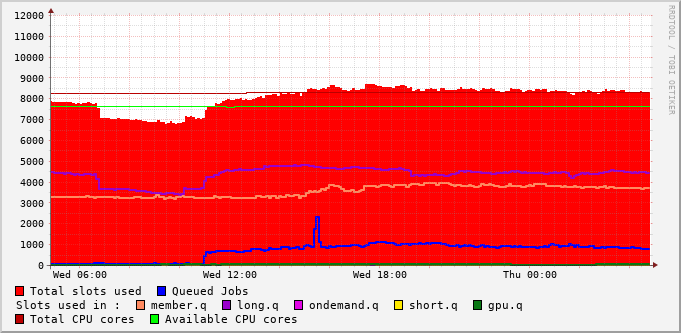 12000
11000
10000
9000
8000
7000
6000
5000
4000
3000
2000
1000
0
Wed 06:00 Wed 12:00 Wed 18:00 Thu 00:00
Total slots used Queued Jobs
Slots used in : member.q long.q ondemand.q short.q gpu.q
Total CPU cores Available CPU cores
RRDTOOL / TOBI OETIKER